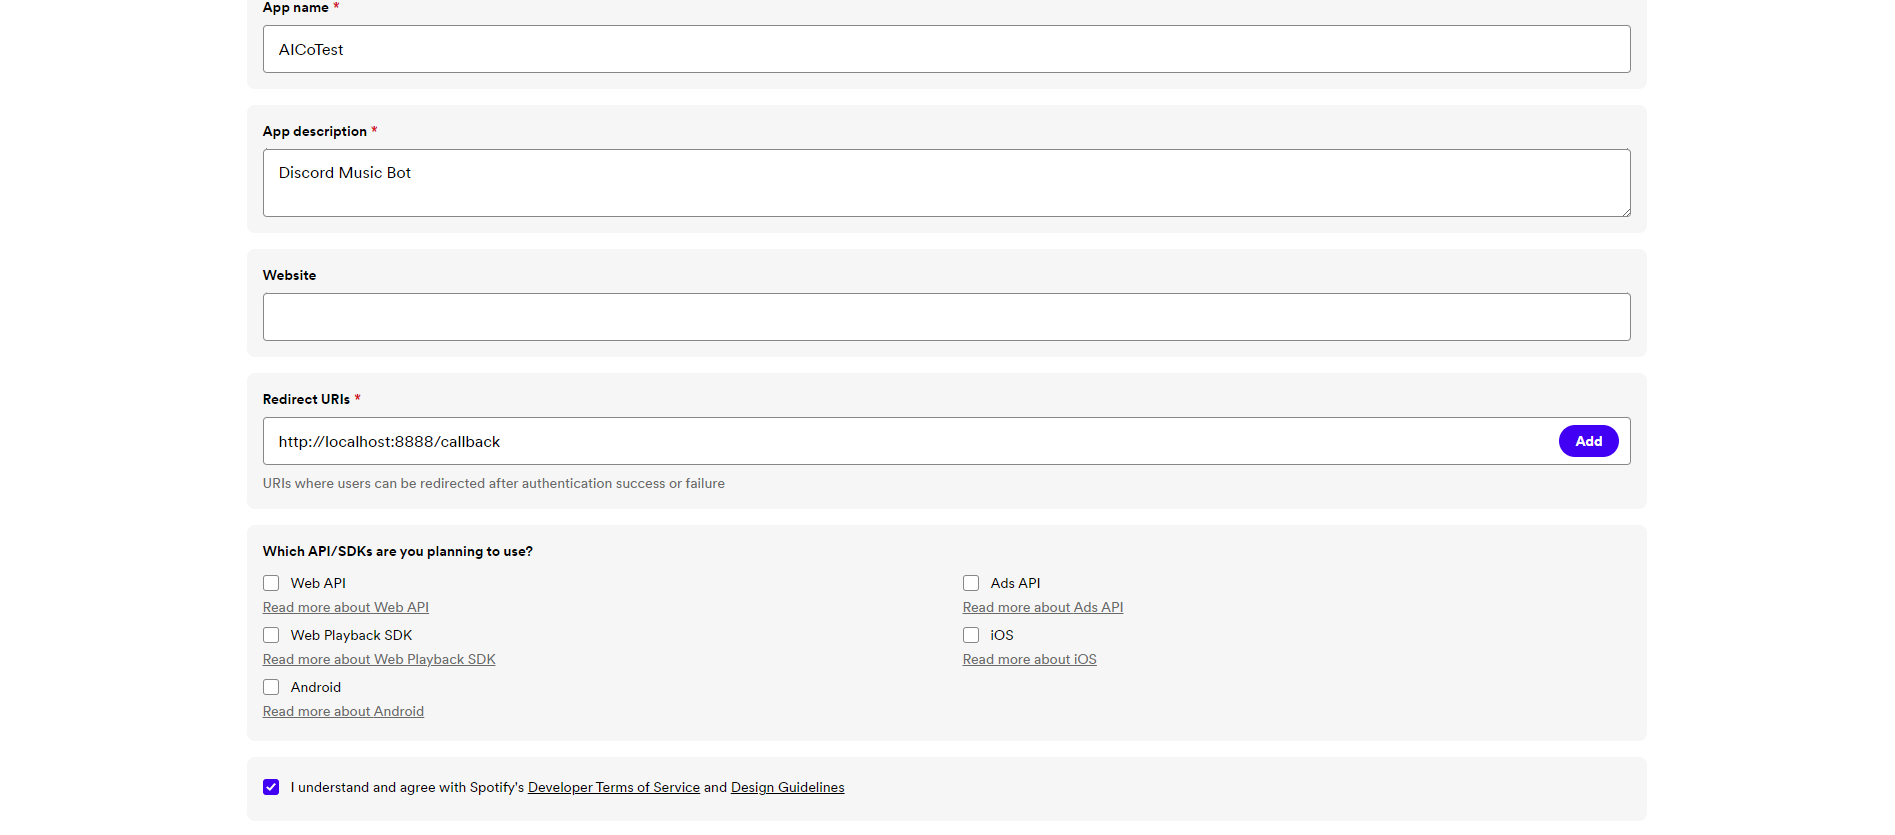 App name *
AICoTest
App description *
Discord Music Bot
Website
Redirect URIs *
http://localhost:8888/callback
Add
URIs where users can be redirected after authentication success or failure
Which API/SDKs are you planning to use?
Web API
Read more about Web API
Ads API
Read more about Ads API
Web Playback SDK
Read more about Web Playback SDK
iOS
Read more about iOS
Android
Read more about Android
I understand and agree with Spotify's Developer Terms of Service and Design Guidelines